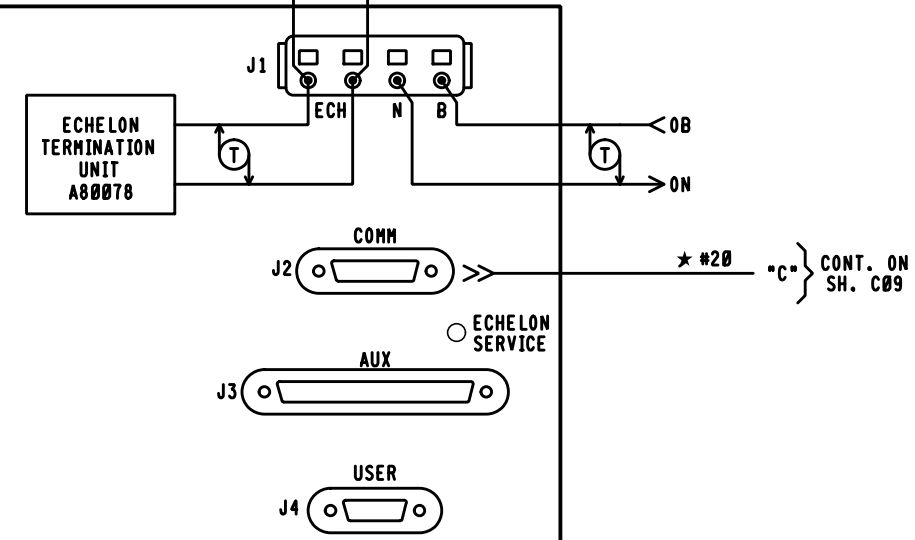 J1
ECH N B
ECHELON
TERMINATION
UNIT
A80078
T
T
OB
ON
COMM
J2
★ #20
"C"
CONT. ON
SH. C09
ECHELON
SERVICE
AUX
J3
USER
J4